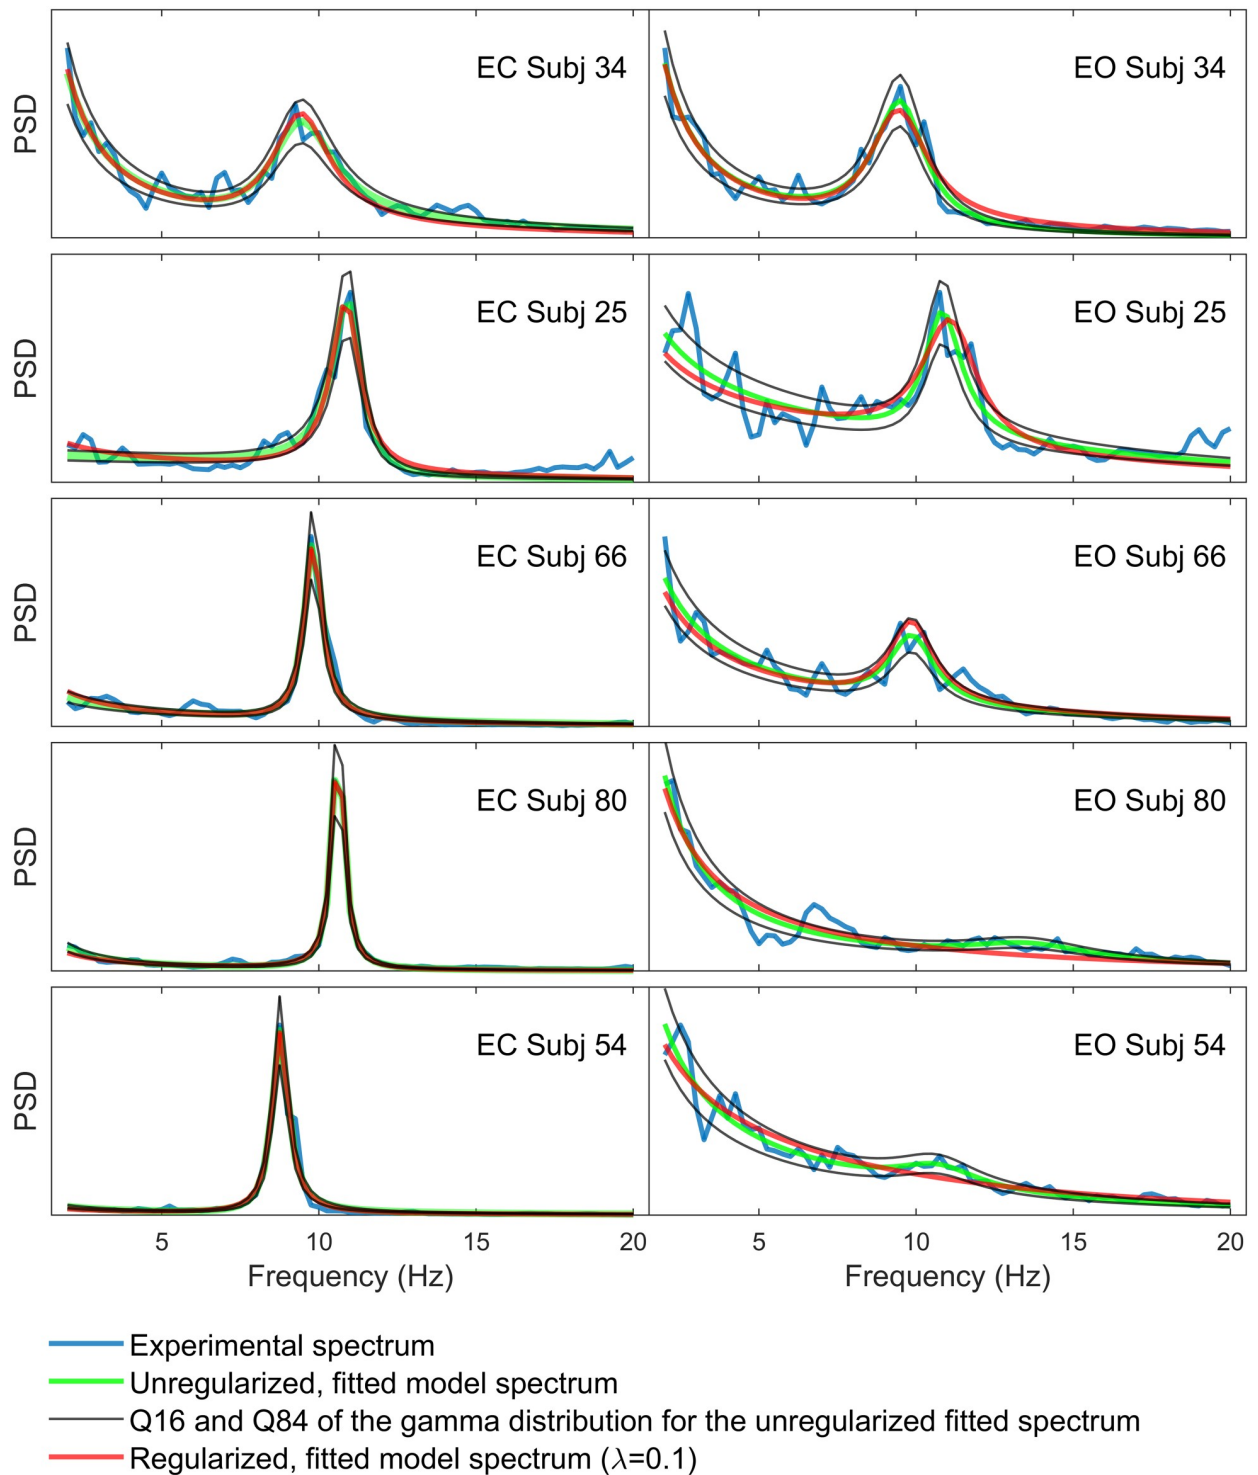 PSD
EC Subj 34
EO Subj 34
PSD
EC Subj 25
EO Subj 25
PSD
EC Subj 66
EO Subj 66
PSD
EC Subj 80
EO Subj 80
PSD
EC Subj 54
EO Subj 54
5 10 15 20 5 10 15 20
Frequency (Hz) Frequency (Hz)
Experimental spectrum
Unregularized, fitted model spectrum
Q16 and Q84 of the gamma distribution for the unregularized fitted spectrum
Regularized, fitted model spectrum (λ=0.1)